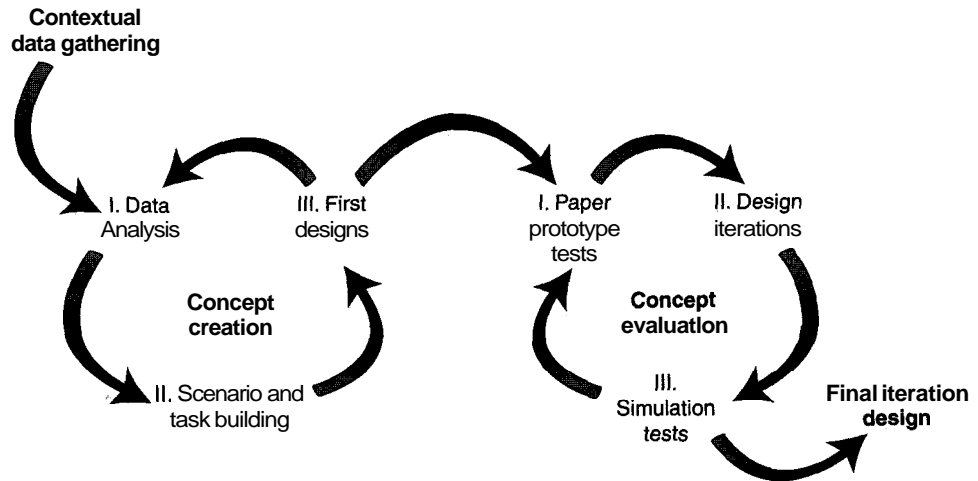 Contextual
data gathering
I. Data
Analysis
III. First
designs
I. Paper
prototype
tests
II. Design
iterations
Concept
creation
Concept
evaluation
II. Scenario and
task building
III.
Simulation
tests
Final iteration
design